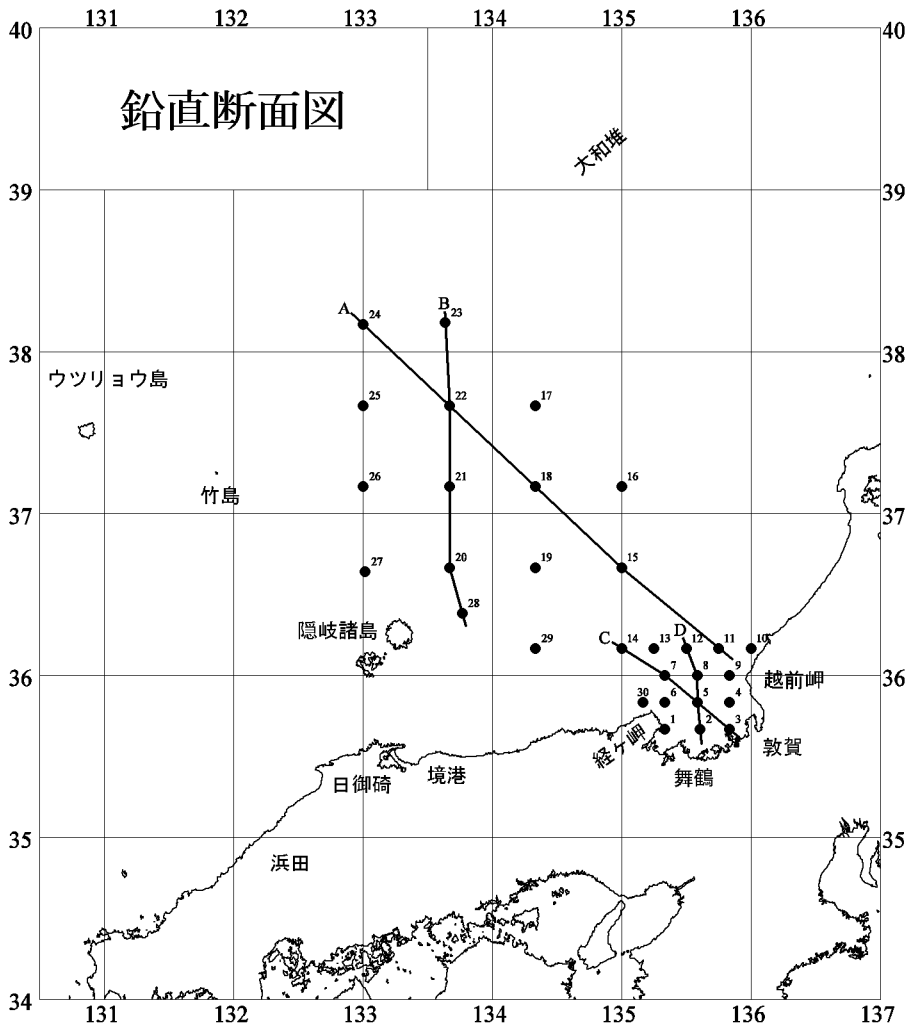 131 132 133 134 135 136
40 40
鉛直断面図
大和堆
39 39
A 24 B 23
38 38
ウツリョウ島
25 22 17
26 21 18 16
竹島
37 37
27 20 19 15
28
隠岐諸島
29 C 14 13 D 12 11 10
36 7 8 9 36
越前岬
30 6 5 4
1 2 3
経ヶ岬
敦賀
日御碕 境港 舞鶴
35 35
浜田
34
131 132 133 134 135 136 137